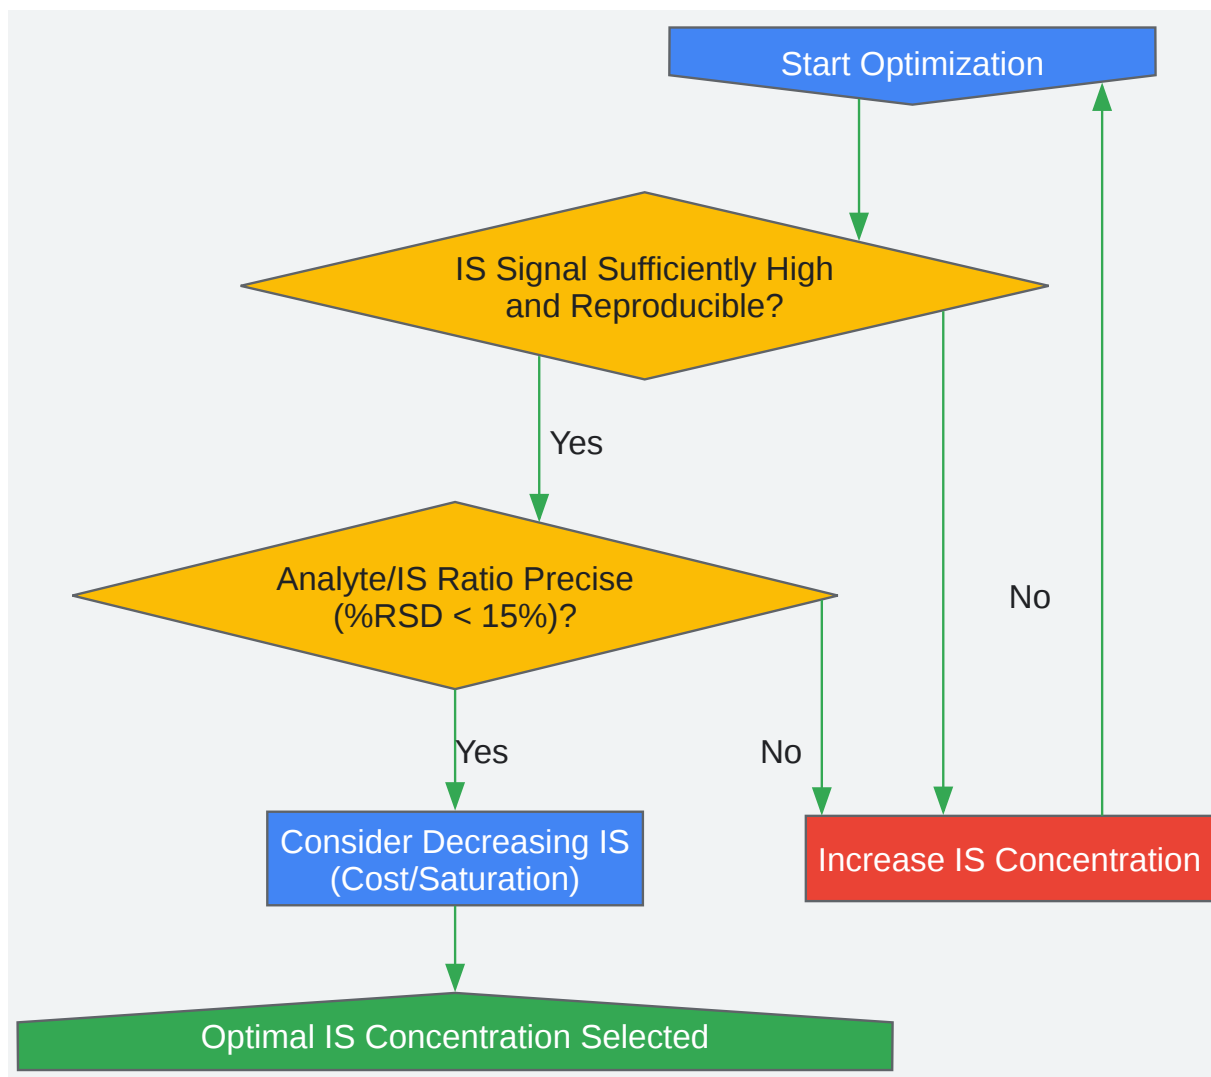 Start Optimization
IS Signal Sufficiently High
and Reproducible?
Yes
Analyte/IS Ratio Precise
(%RSD < 15%)?
No
Yes
No
Consider Decreasing IS
(Cost/Saturation)
Increase IS Concentration
Optimal IS Concentration Selected